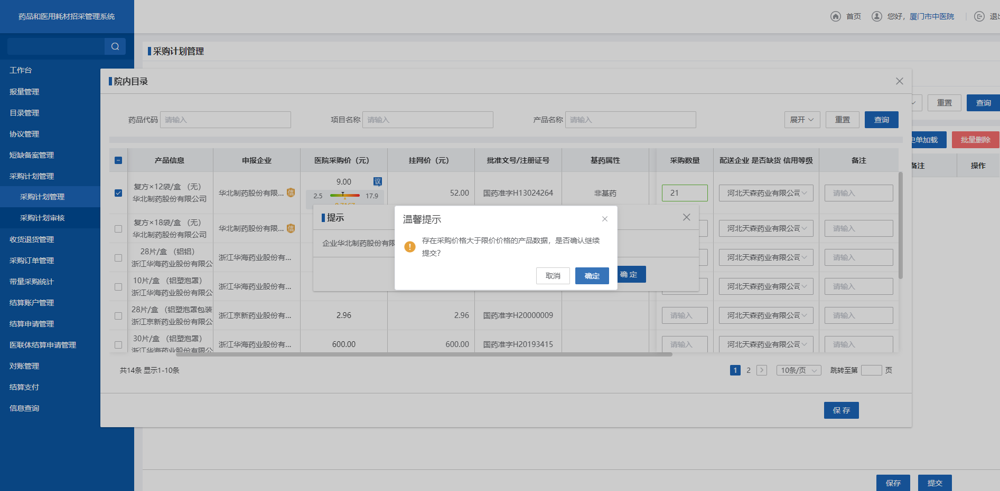 药品和医用耗材招采管理系统
首页
您好，厦门市中医院
退出
工作台
报量管理
目录管理
协议管理
短缺备案管理
采购计划管理
采购计划管理
采购计划审核
收货退货管理
采购订单管理
带量采购统计
结算账户管理
结算申请管理
医联体结算申请管理
对账管理
结算支付
信息查询
采购计划管理
重置
查询
史单加载
批量删除
备注
操作
院内目录
药品代码
请输入
项目名称
请输入
产品名称
请输入
展开
重置
查询
产品信息
申报企业
医院采购价（元）
挂网价（元）
批准文号/注册证号
基药属性
采购数量
配送企业 是否缺货 信用等级
备注
复方×12袋/盒 （无）
华北制药股份有限公司
华北制药股份有限...
信
9.00
议
2.5
17.9
52.00
国药准字H13024264
非基药
21
河北天森药业有限公司
请输入
复方×18袋/盒 （无）
华北制药股份有限公司
华北制药股份有限...
信
河北天森药业有限公司
请输入
28片/盒 （铝铝）
浙江华海药业股份有限公
浙江华海药业股份有...
河北天森药业有限公司
请输入
10片/盒 （铝塑泡罩）
浙江华海药业股份有限公
浙江华海药业股份有...
河北天森药业有限公司
请输入
28片/盒 （铝塑泡罩包装
浙江京新药业股份有限公
浙江京新药业股份有...
2.96
2.96
国药准字H20000009
请输入
河北天森药业有限公司
请输入
30片/盒 （铝塑泡罩）
浙江华海药业股份有限公
浙江华海药业股份有...
600.00
600.00
国药准字H20193415
请输入
河北天森药业有限公司
请输入
提示
企业华北制药股份有限
确 定
温馨提示
存在采购价格大于限价价格的产品数据，是否确认继续
提交？
取消
确定
共14条 显示1-10条
1
2
10条/页
跳转至第
页
保 存
保存
提交